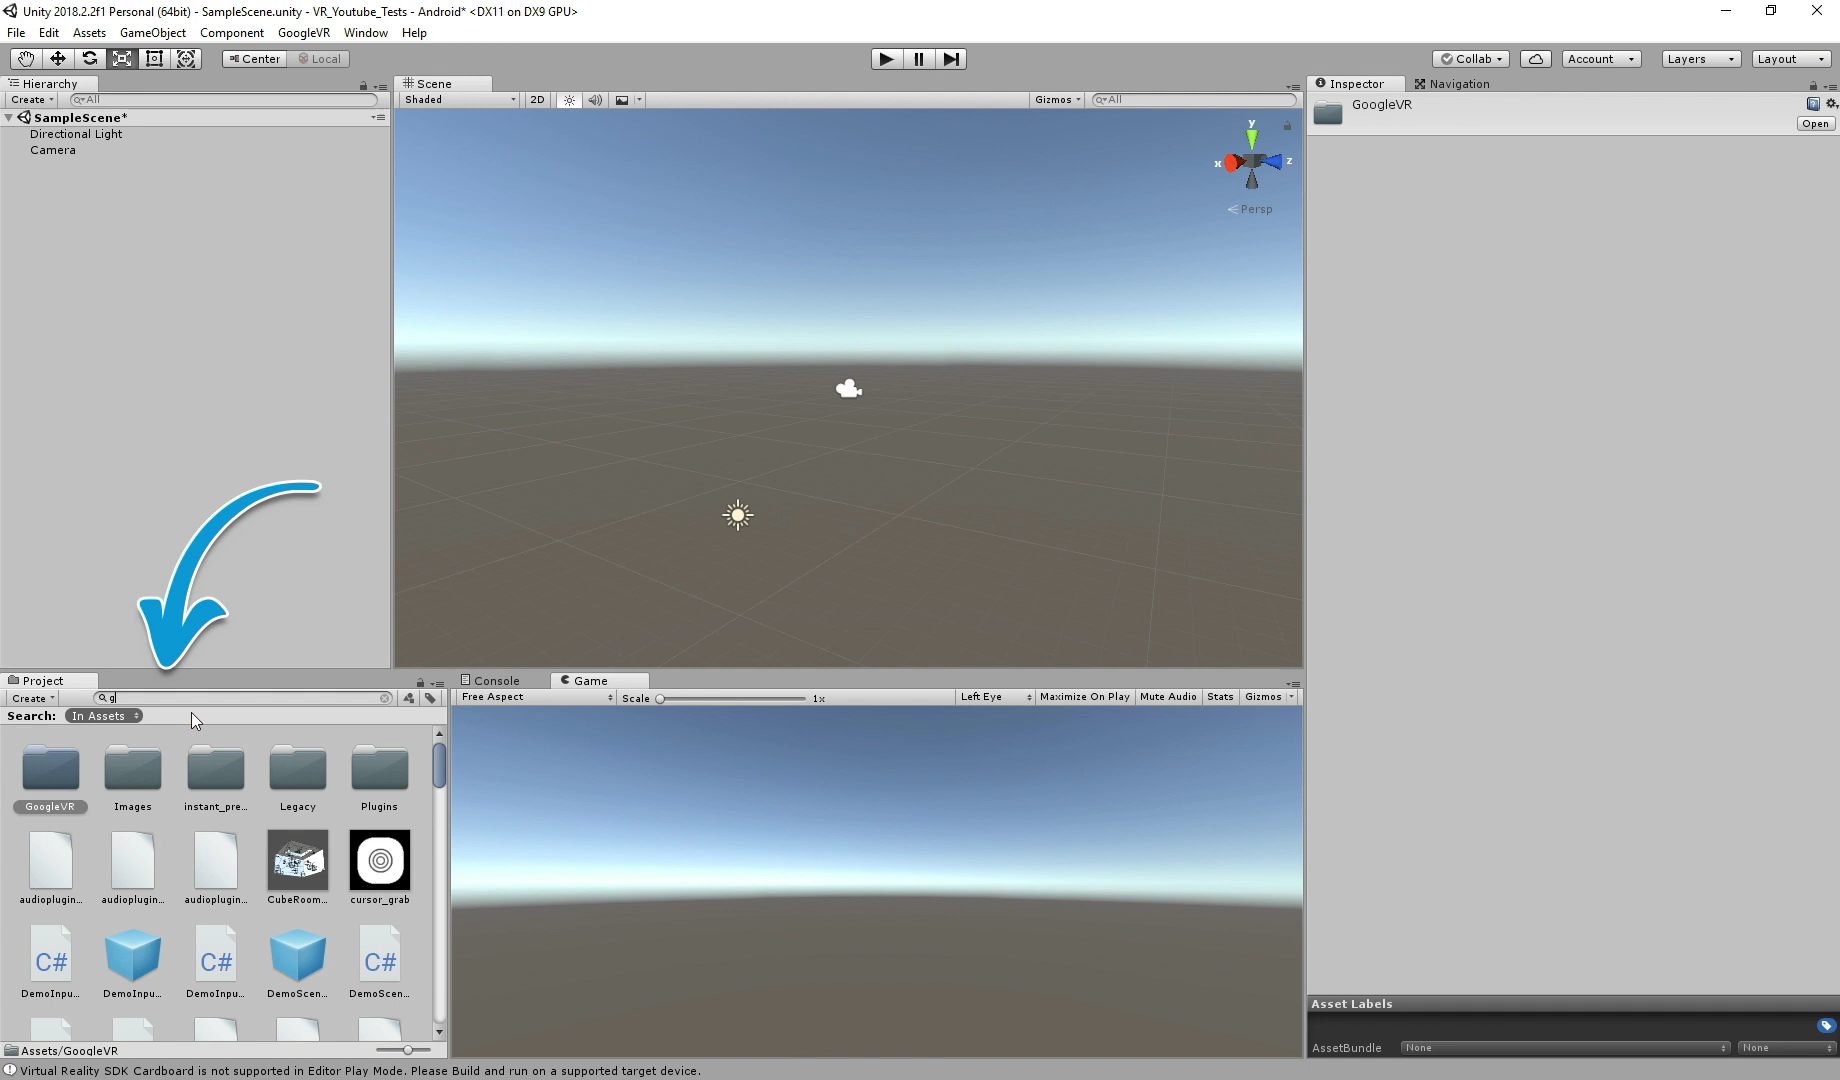 Unity 2018.2.2f1 Personal (64bit) - SampleScene.unity - VR_Youtube_Tests - Android* <DX11 on DX9 GPU>
File Edit Assets GameObject Component GoogleVR Window Help
Center Local Collab Account Layers Layout
Hierarchy
Create All
SampleScene*
Directional Light
Camera
Scene
Shaded 2D Gizmos All
y
x z
Persp
Inspector Navigation
GoogleVR
Open
Project
Create g
Search: In Assets
GoogleVR Images instant_pre... Legacy Plugins
audioplugin... audioplugin... audioplugin... CubeRoom... cursor_grab
C# C# C#
DemoInpu... DemoInpu... DemoInpu... DemoScen... DemoScen...
Assets/GoogleVR
Console Game
Free Aspect Scale 1x Left Eye Maximize On Play Mute Audio Stats Gizmos
Asset Labels
AssetBundle None None
Virtual Reality SDK Cardboard is not supported in Editor Play Mode. Please Build and run on a supported target device.